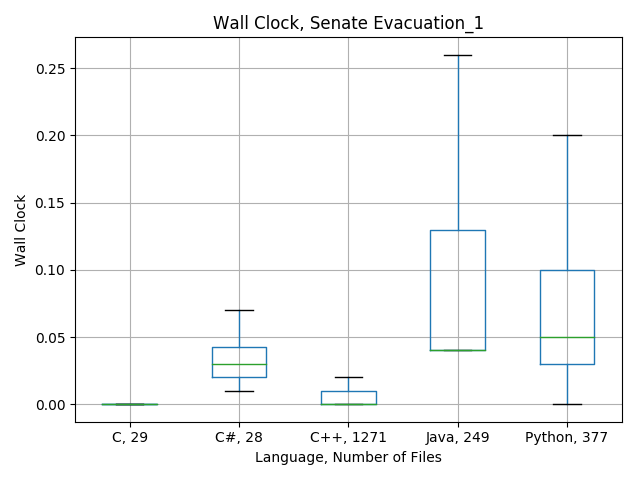 Wall Clock, Senate Evacuation_1
0.25
0.20
0.15
0.10
0.05
0.00
Wall Clock
C, 29 C#, 28 C++, 1271 Java, 249 Python, 377
Language, Number of Files